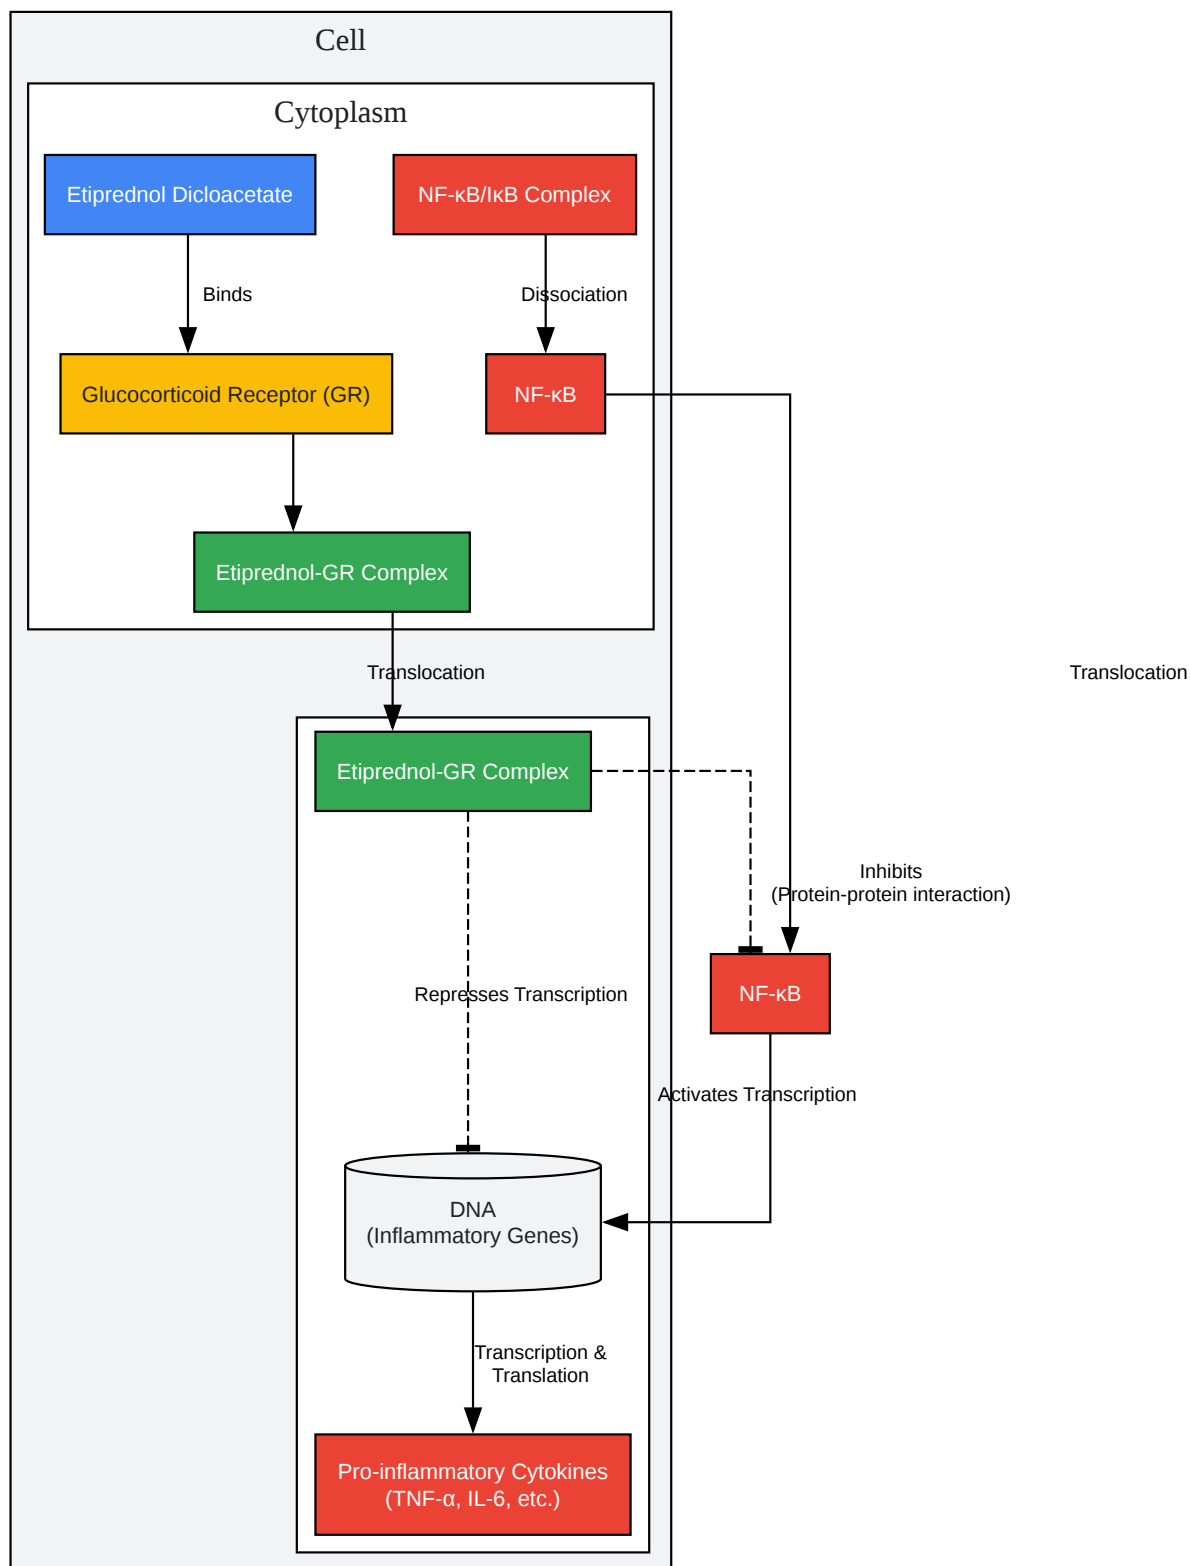 Cell
Cytoplasm
Etiprednol Dicloacetate
NF-κB/IκB Complex
Binds
Dissociation
Glucocorticoid Receptor (GR)
NF-κB
Etiprednol-GR Complex
Translocation
Translocation
Etiprednol-GR Complex
Inhibits
(Protein-protein interaction)
Represses Transcription
NF-κB
Activates Transcription
DNA
(Inflammatory Genes)
Transcription &
Translation
Pro-inflammatory Cytokines
(TNF-α, IL-6, etc.)